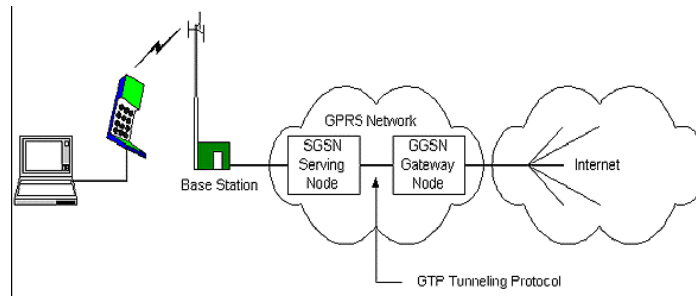 GPRS Network
SGSN
Serving
Node
GGSN
Gateway
Node
Internet
Base Station
GTP Tunneling Protocol